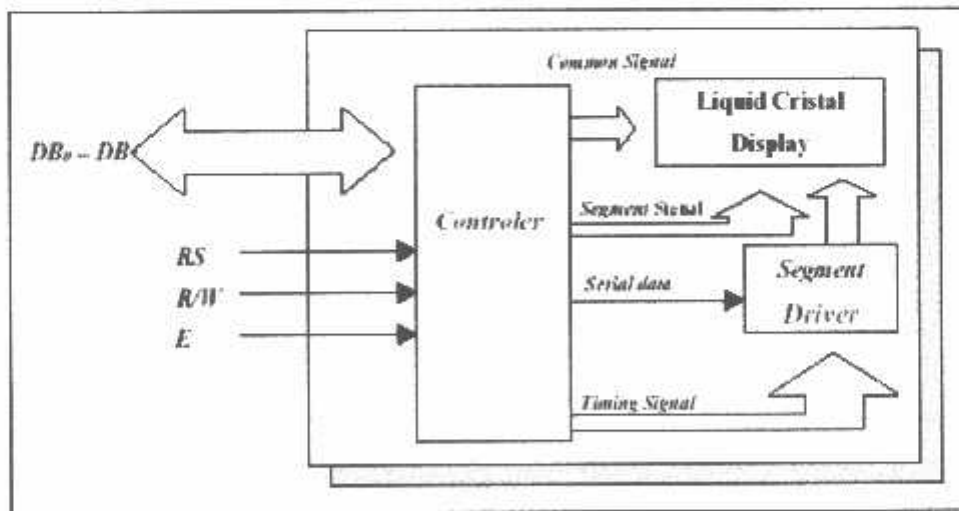 Common Signal
Liquid Cristal
Display
DB₀ – DB
Controler
Segment Signal
RS
R/W
E
Serial data
Segment
Driver
Timing Signal